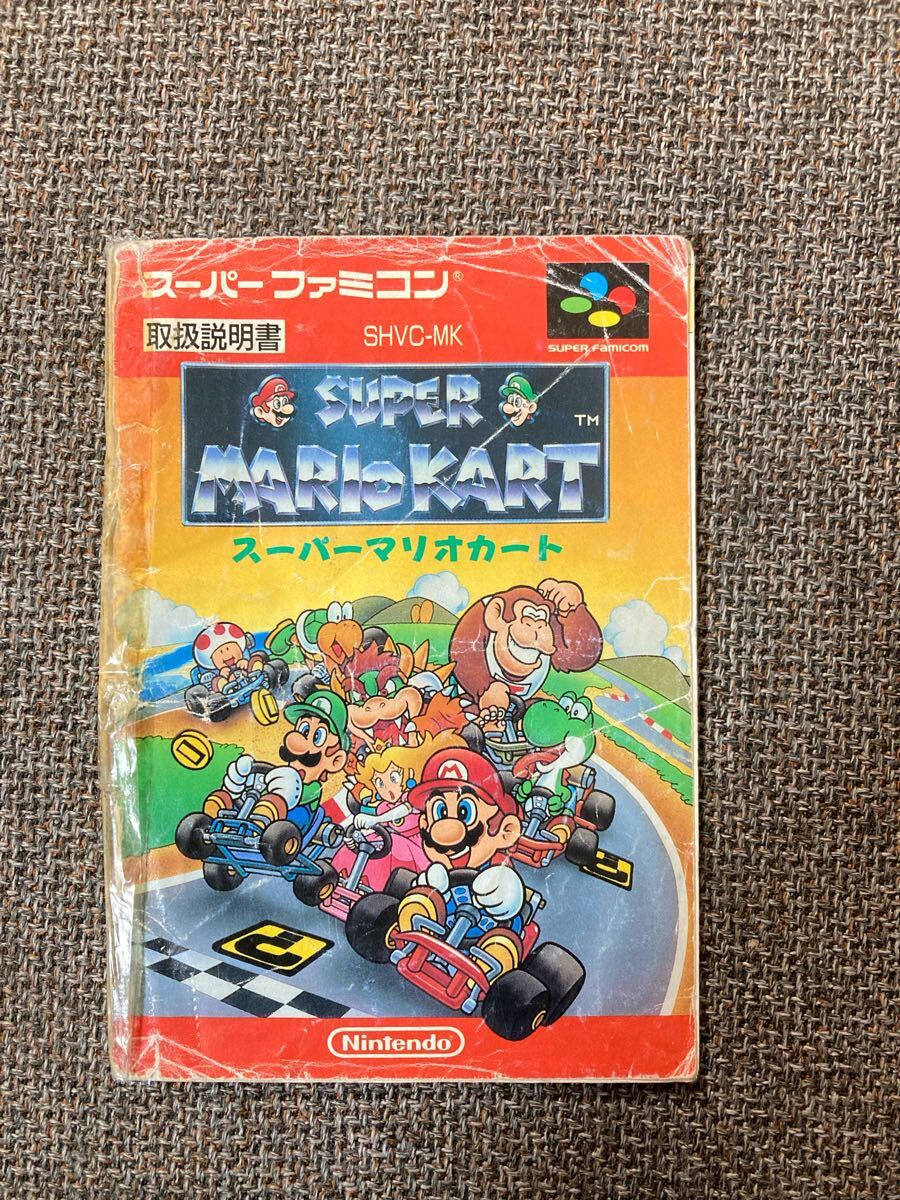 スーパーファミコン®
取扱説明書
SHVC-MK
SUPER FAMICOM
SUPER
MARIO KART
TM
スーパーマリオカート
M
Nintendo